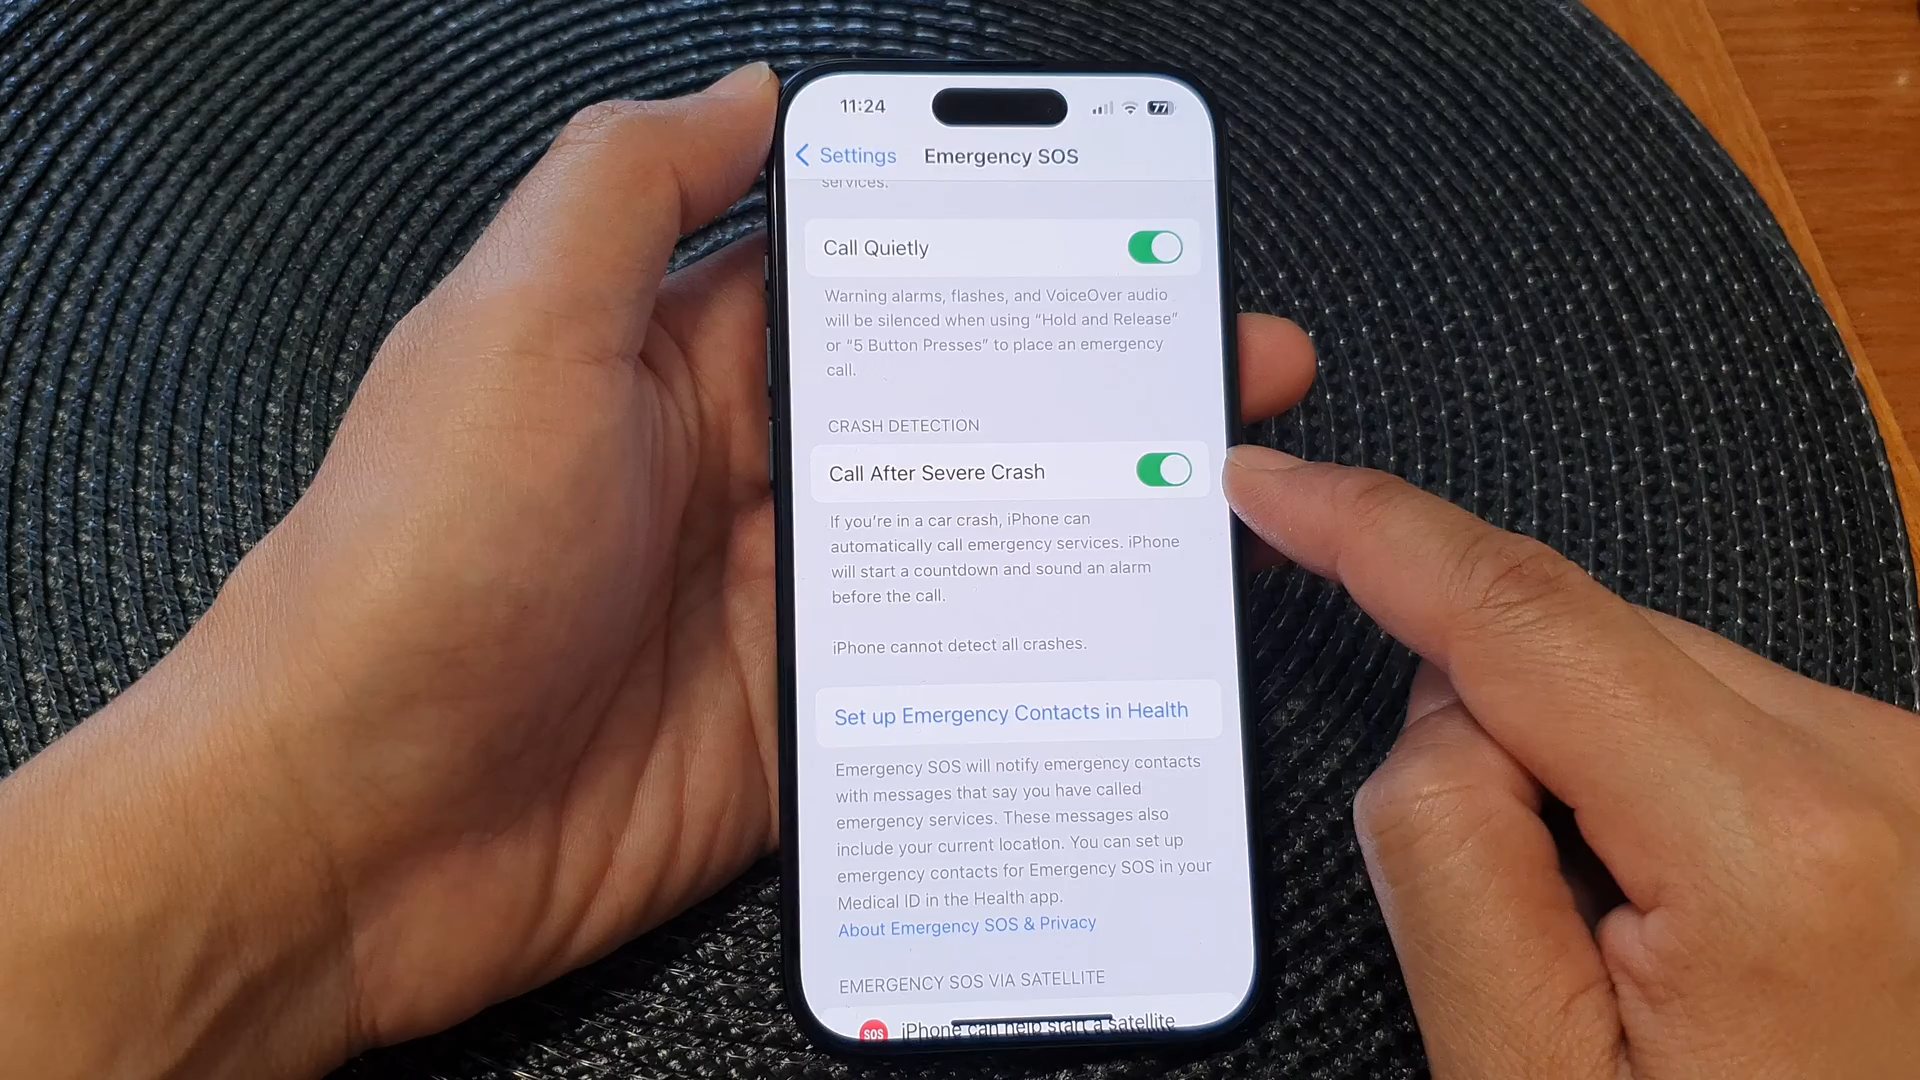 11:24
77
Settings
Emergency SOS
services.
Call Quietly
Warning alarms, flashes, and VoiceOver audio
will be silenced when using “Hold and Release”
or “5 Button Presses” to place an emergency
call.
CRASH DETECTION
Call After Severe Crash
If you're in a car crash, iPhone can
automatically call emergency services. iPhone
will start a countdown and sound an alarm
before the call.
iPhone cannot detect all crashes.
Set up Emergency Contacts in Health
Emergency SOS will notify emergency contacts
with messages that say you have called
emergency services. These messages also
include your current location. You can set up
emergency contacts for Emergency SOS in your
Medical ID in the Health app.
About Emergency SOS & Privacy
EMERGENCY SOS VIA SATELLITE
SOS
iPhone can help start a satellite